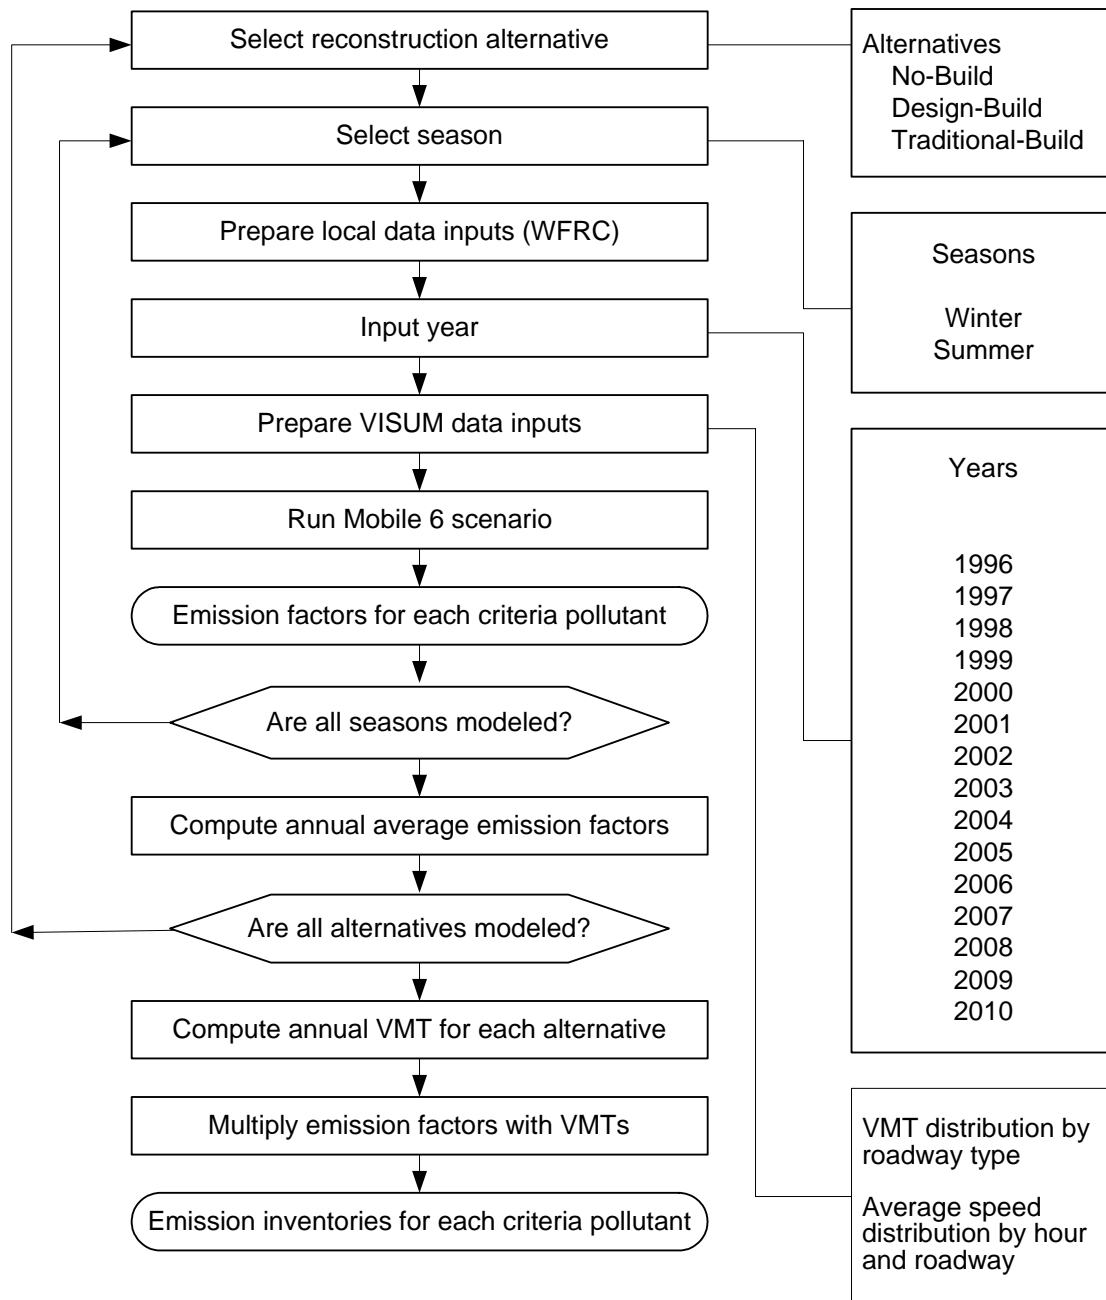 Select reconstruction alternative
Select season
Prepare local data inputs (WFRC)
Input year
Prepare VISUM data inputs
Run Mobile 6 scenario
Emission factors for each criteria pollutant
Are all seasons modeled?
Compute annual average emission factors
Are all alternatives modeled?
Compute annual VMT for each alternative
Multiply emission factors with VMTs
Emission inventories for each criteria pollutant
Alternatives
No-Build
Design-Build
Traditional-Build
Seasons
Winter
Summer
Years
1996
1997
1998
1999
2000
2001
2002
2003
2004
2005
2006
2007
2008
2009
2010
VMT distribution by
roadway type
Average speed
distribution by hour
and roadway